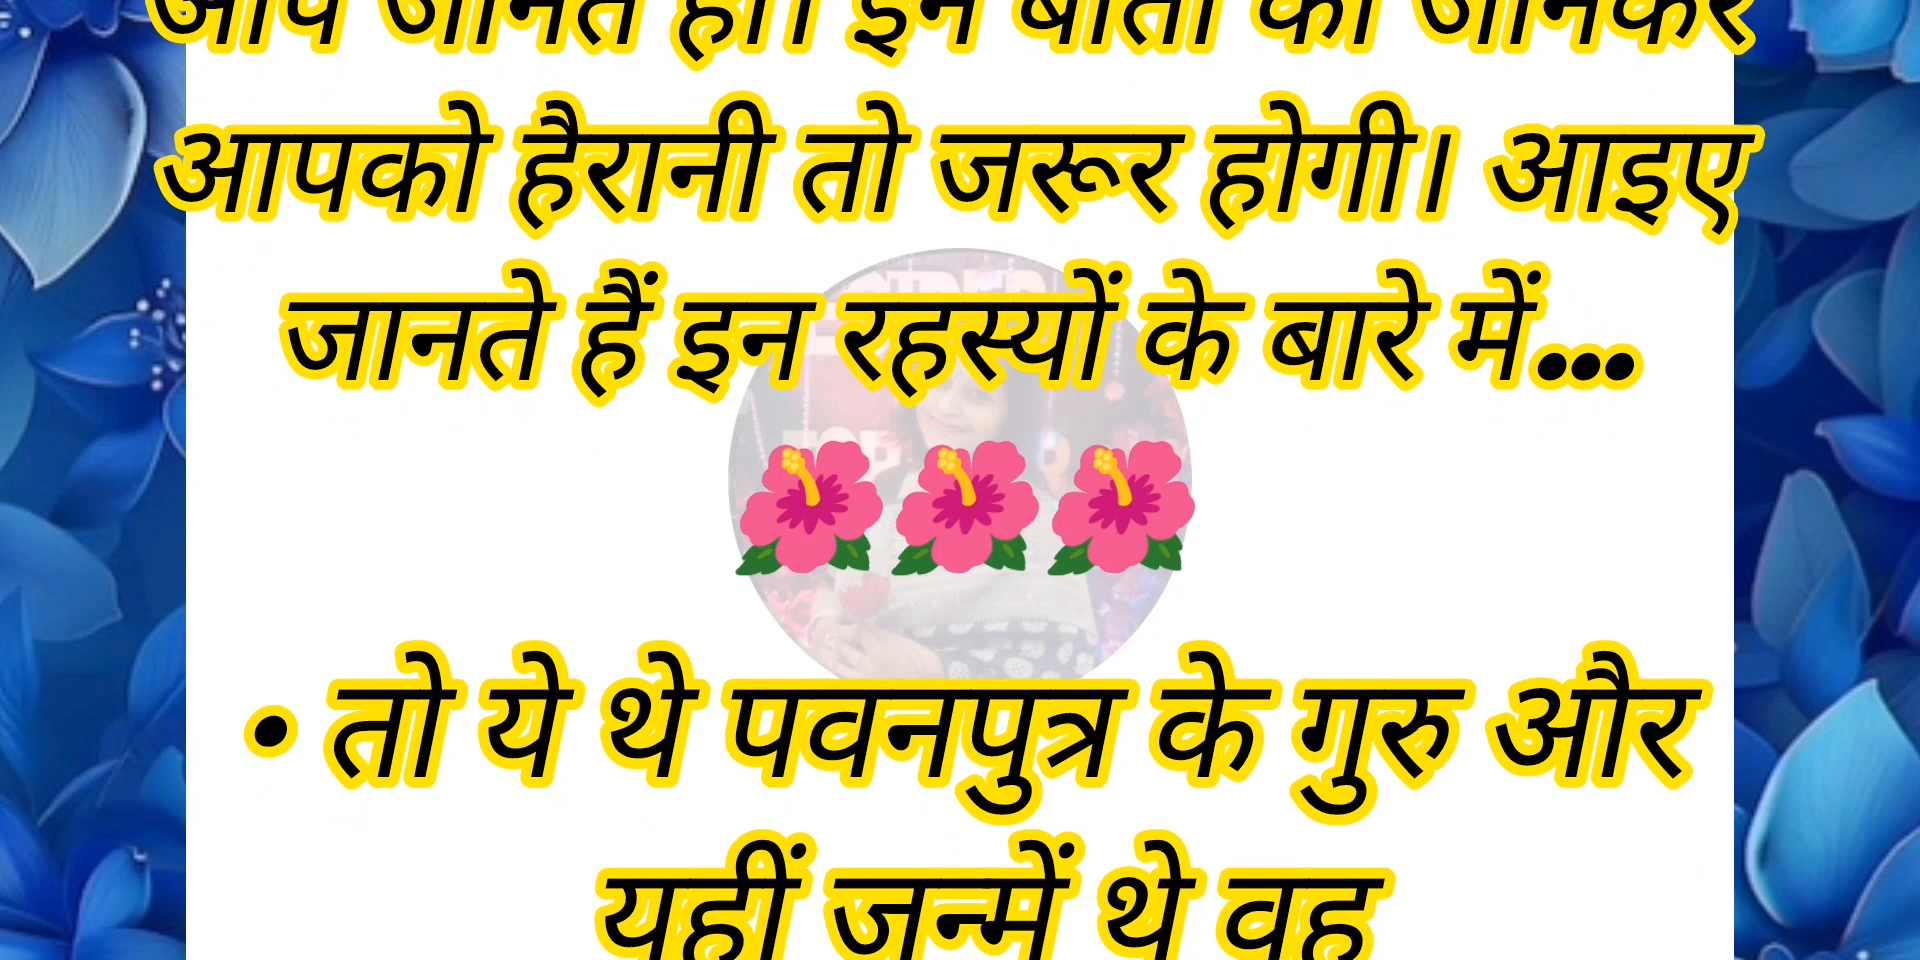 आप जानते हों। इन बातों को जानकर
आपको हैरानी तो जरूर होगी। आइए
जानते हैं इन रहस्यों के बारे में...
• तो ये थे पवनपुत्र के गुरु और
यहीं जन्में थे वह